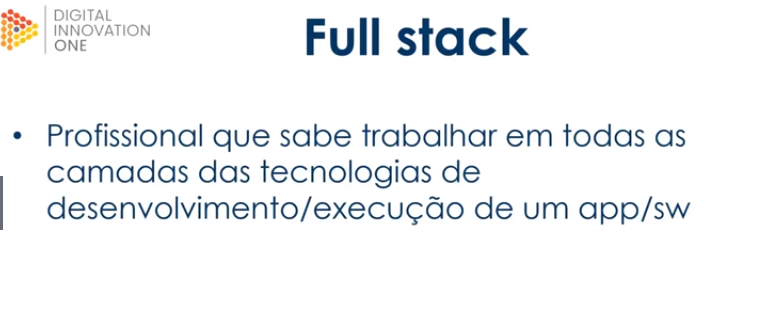 DIGITAL
INNOVATION
ONE
Full stack
• Profissional que sabe trabalhar em todas as
camadas das tecnologias de
desenvolvimento/execução de um app/sw